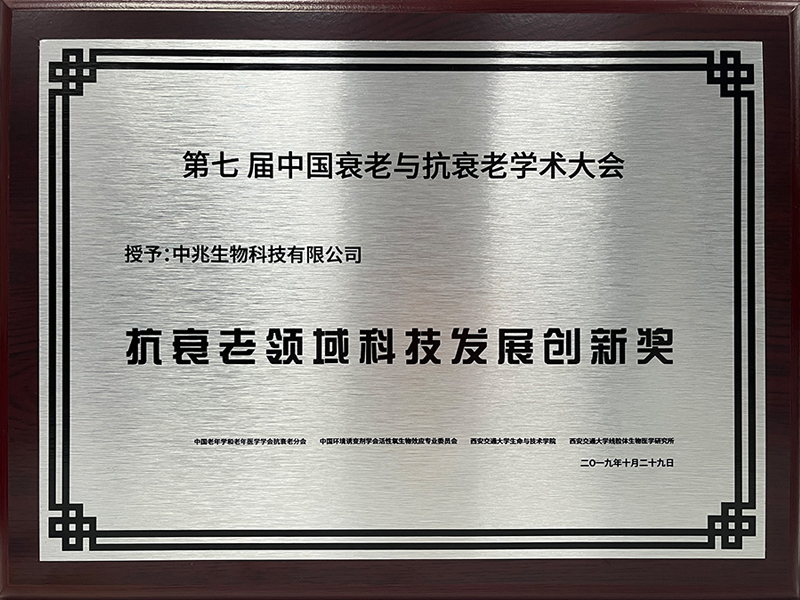 第七届中国衰老与抗衰老学术大会
授予:中兆生物科技有限公司
抗衰老领域科技发展创新奖
中国老年学和老年医学学会抗衰老分会 中国环境诱变剂学会活性氧生物效应专业委员会 西安交通大学生命与技术学院 西安交通大学线粒体生物医学研究所
二〇一九年十月二十九日